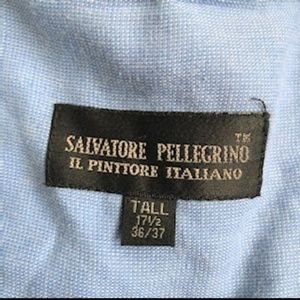 TM
SALVATORE PELLEGRINO
IL PINTTORE ITALIANO
TALL
17½
36/37